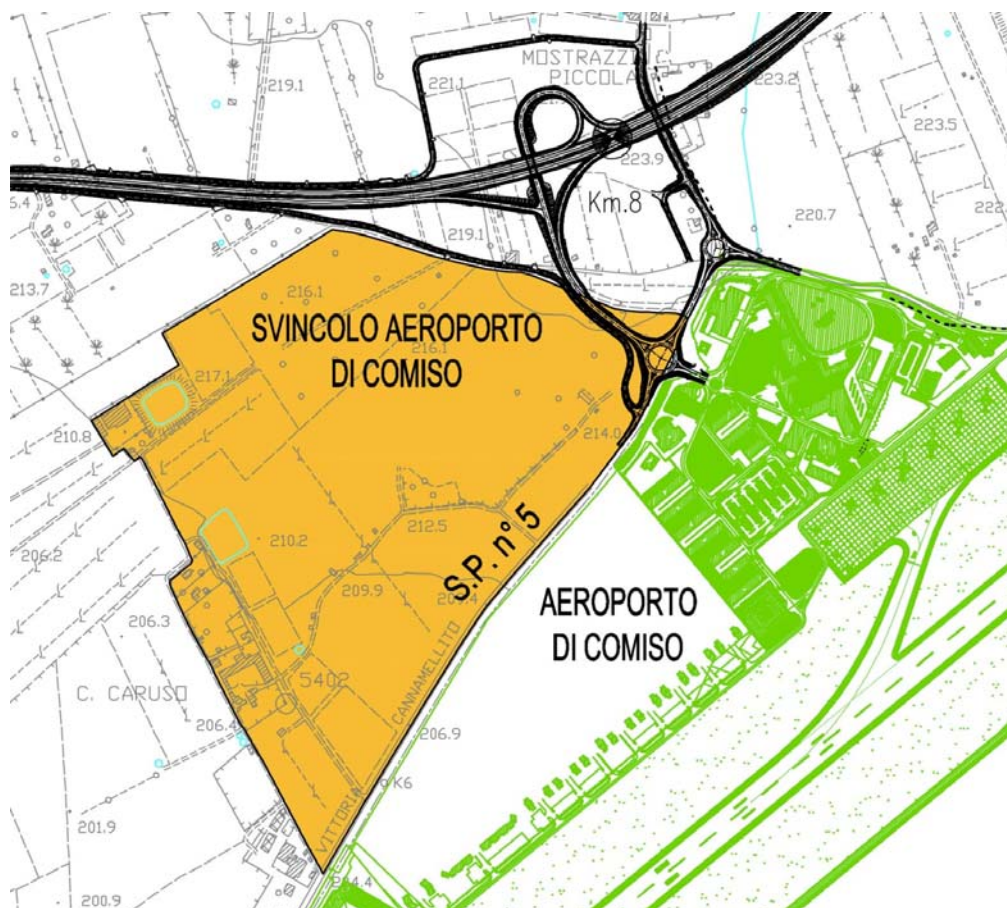 MOSTRAZZI
PICCOLA
219.1
221.1
223.2
223.5
223.9
Km.8
220.7
219.1
213.7
216.1
SVINCOLO AEROPORTO
DI COMISO
216.1
217.1
210.8
214.0
212.5
S.P. n° 5
210.2
206.2
209.9
AEROPORTO
DI COMISO
206.3
5402
C. CARUSO
CANNAMELLITO
206.4
206.9
K6
VITTORIA
201.9
200.9